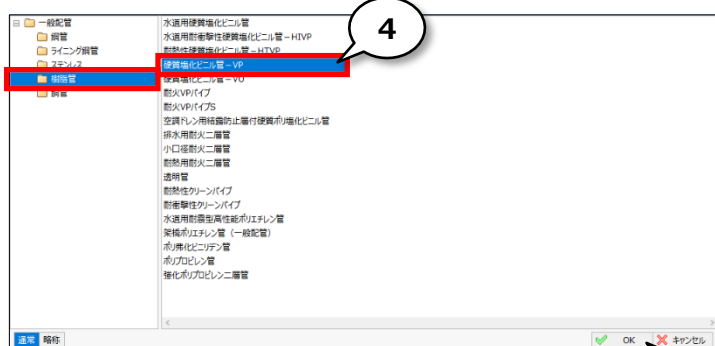 一般配管
鋼管
ライニング鋼管
ステンレス
樹脂管
銅管
水道用硬質塩化ビニル管
水道用耐衝撃性硬質塩化ビニル管－HIVP
耐熱性硬質塩化ビニル管－HTVP
硬質塩化ビニル管－VP
硬質塩化ビニル管－VU
耐火VPパイプ
耐火VPパイプS
空調ドレン用結露防止層付硬質ポリ塩化ビニル管
排水用耐火二層管
小口径耐火二層管
耐熱用耐火二層管
透明管
耐熱性クリーンパイプ
耐衝撃性クリーンパイプ
水道用耐震型高性能ポリエチレン管
架橋ポリエチレン管（一般配管）
ポリ弗化ビニリデン管
ポリプロピレン管
強化ポリプロピレン二層管
4
通常 略称
OK キャンセル